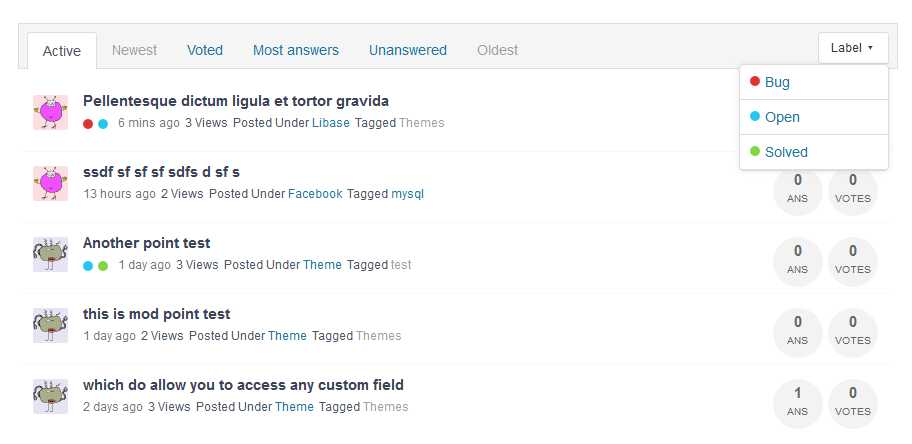 Active Newest Voted Most answers Unanswered Oldest Label
Bug
Open
Solved
Pellentesque dictum ligula et tortor gravida
6 mins ago 3 Views Posted Under Libase Tagged Themes
ssdf sf sf sf sdfs d sf s
13 hours ago 2 Views Posted Under Facebook Tagged mysql
0 0
ANS VOTES
Another point test
1 day ago 3 Views Posted Under Theme Tagged test
0 0
ANS VOTES
this is mod point test
1 day ago 2 Views Posted Under Theme Tagged Themes
0 0
ANS VOTES
which do allow you to access any custom field
2 days ago 3 Views Posted Under Theme Tagged Themes
1 0
ANS VOTES